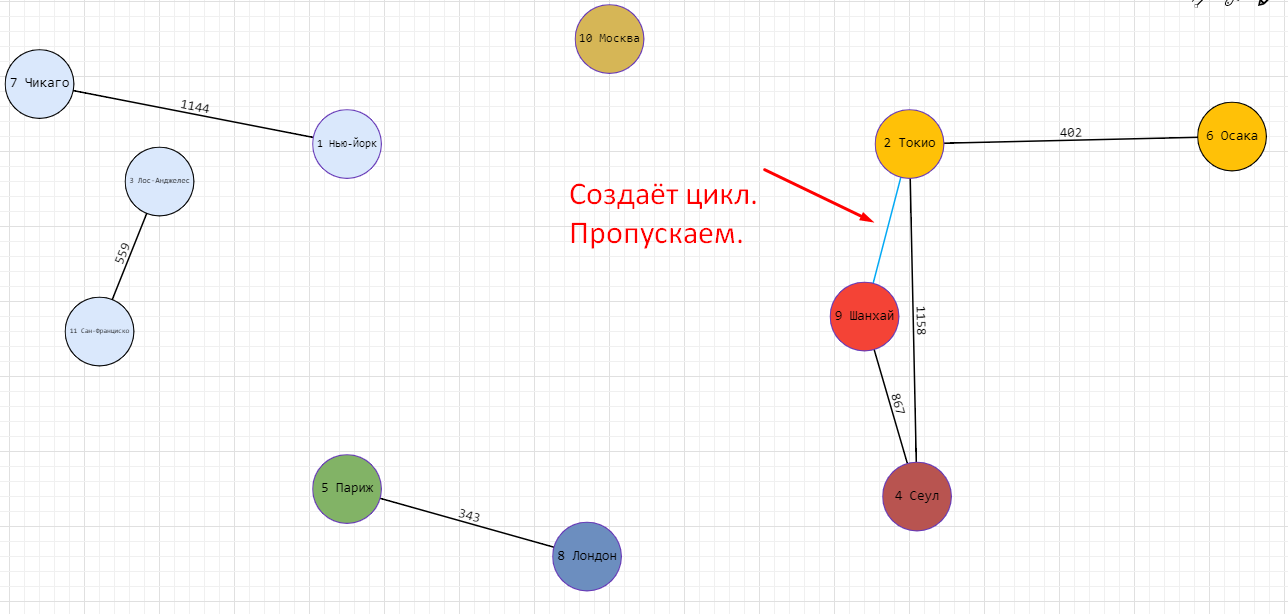 10 Москва
7 Чикаго
1144
1 Нью-Йорк
2 Токио
402
6 Осака
3 Лос-Анджелес
Создаёт цикл.
Пропускаем.
559
11 Сан-Франциско
9 Шанхай
1158
867
5 Париж
343
4 Сеул
8 Лондон